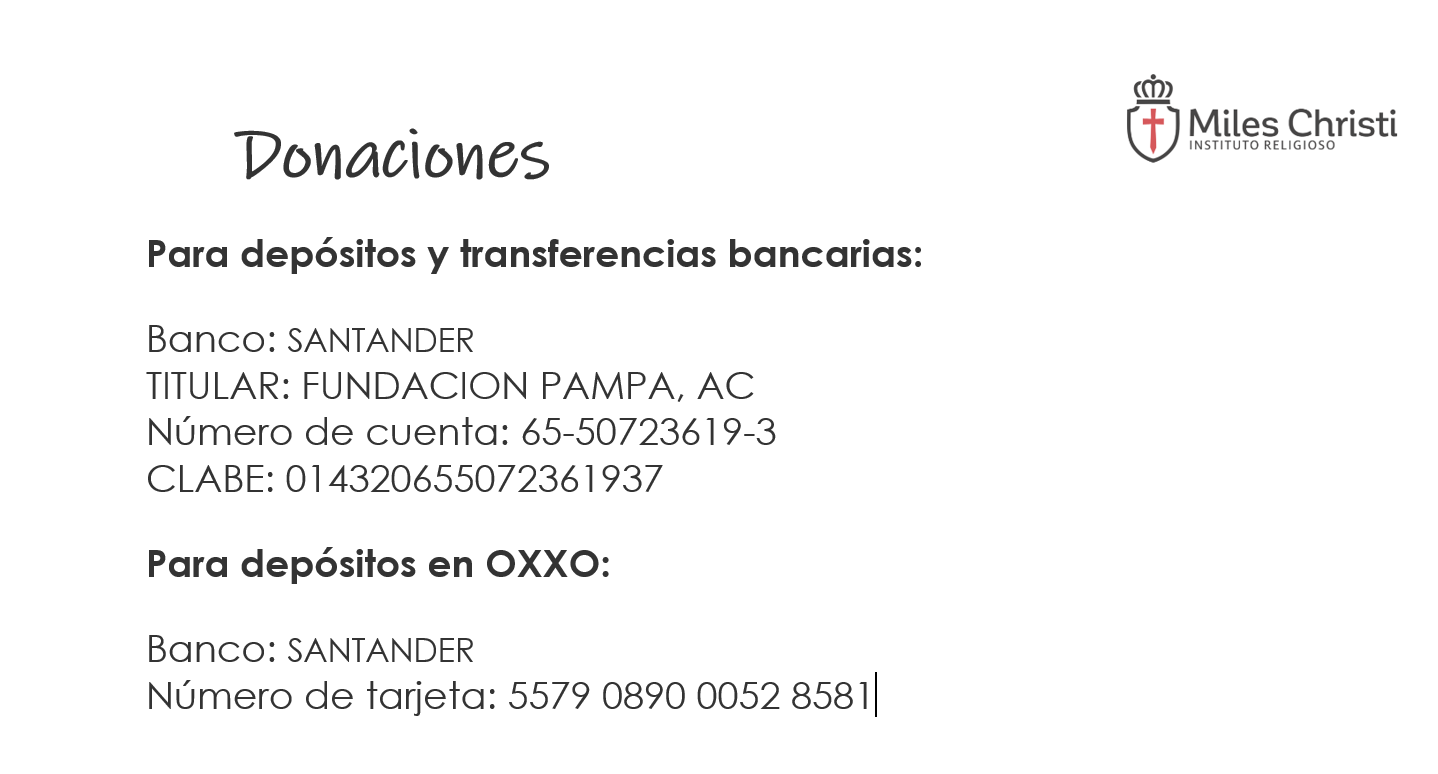 Miles Christi
INSTITUTO RELIGIOSO
Donaciones
Para depósitos y transferencias bancarias:
Banco: SANTANDER
TITULAR: FUNDACION PAMPA, AC
Número de cuenta: 65-50723619-3
CLABE: 014320655072361937
Para depósitos en OXXO:
Banco: SANTANDER
Número de tarjeta: 5579 0890 0052 8581